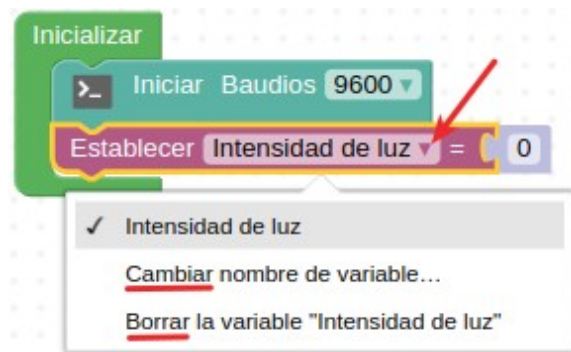 Inicializar
Iniciar Baudios 9600
Establecer Intensidad de luz = 0
✓ Intensidad de luz
Cambiar nombre de variable...
Borrar la variable "Intensidad de luz"